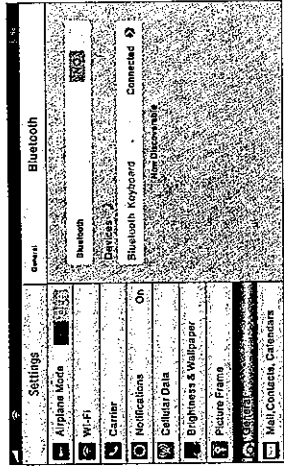 Settings
Airplane Mode
Wi-Fi
Carrier
Notifications On
Cellular Data
Brightness & Wallpaper
Picture Frame
General
Mail,Contacts, Calendars
General
Bluetooth
Bluetooth
Devices
Bluetooth Keyboard Connected
Now Discoverable